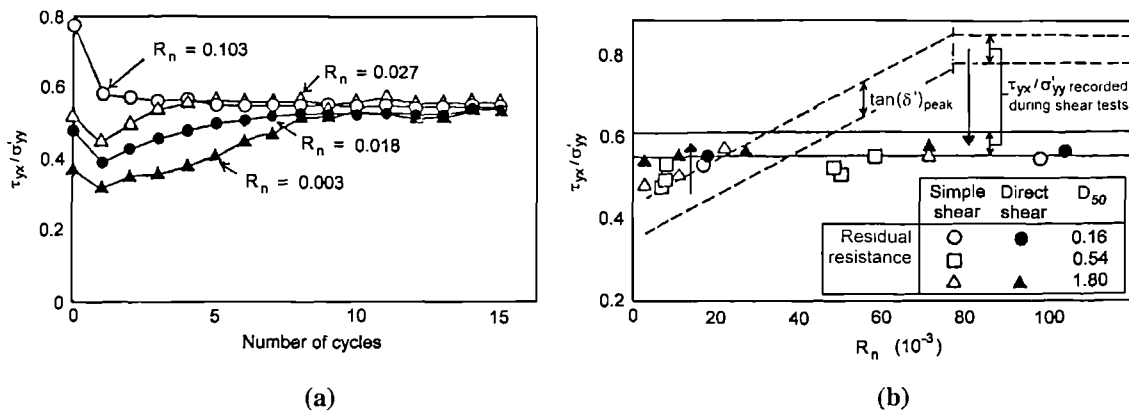 0.8
0.6
0.4
0.2
0
τyx/σ'yy
Rn = 0.103
Rn = 0.027
Rn = 0.018
Rn = 0.003
0 5 10 15
Number of cycles
(a)
0.8
0.6
0.4
0.2
τyx/σ'yy
tan(δ')peak
τyx/σ'yy recorded
during shear tests
Simple shear
Direct shear
D50
Residual resistance
0.16
0.54
1.80
0 20 40 60 80 100
Rn (10-3)
(b)